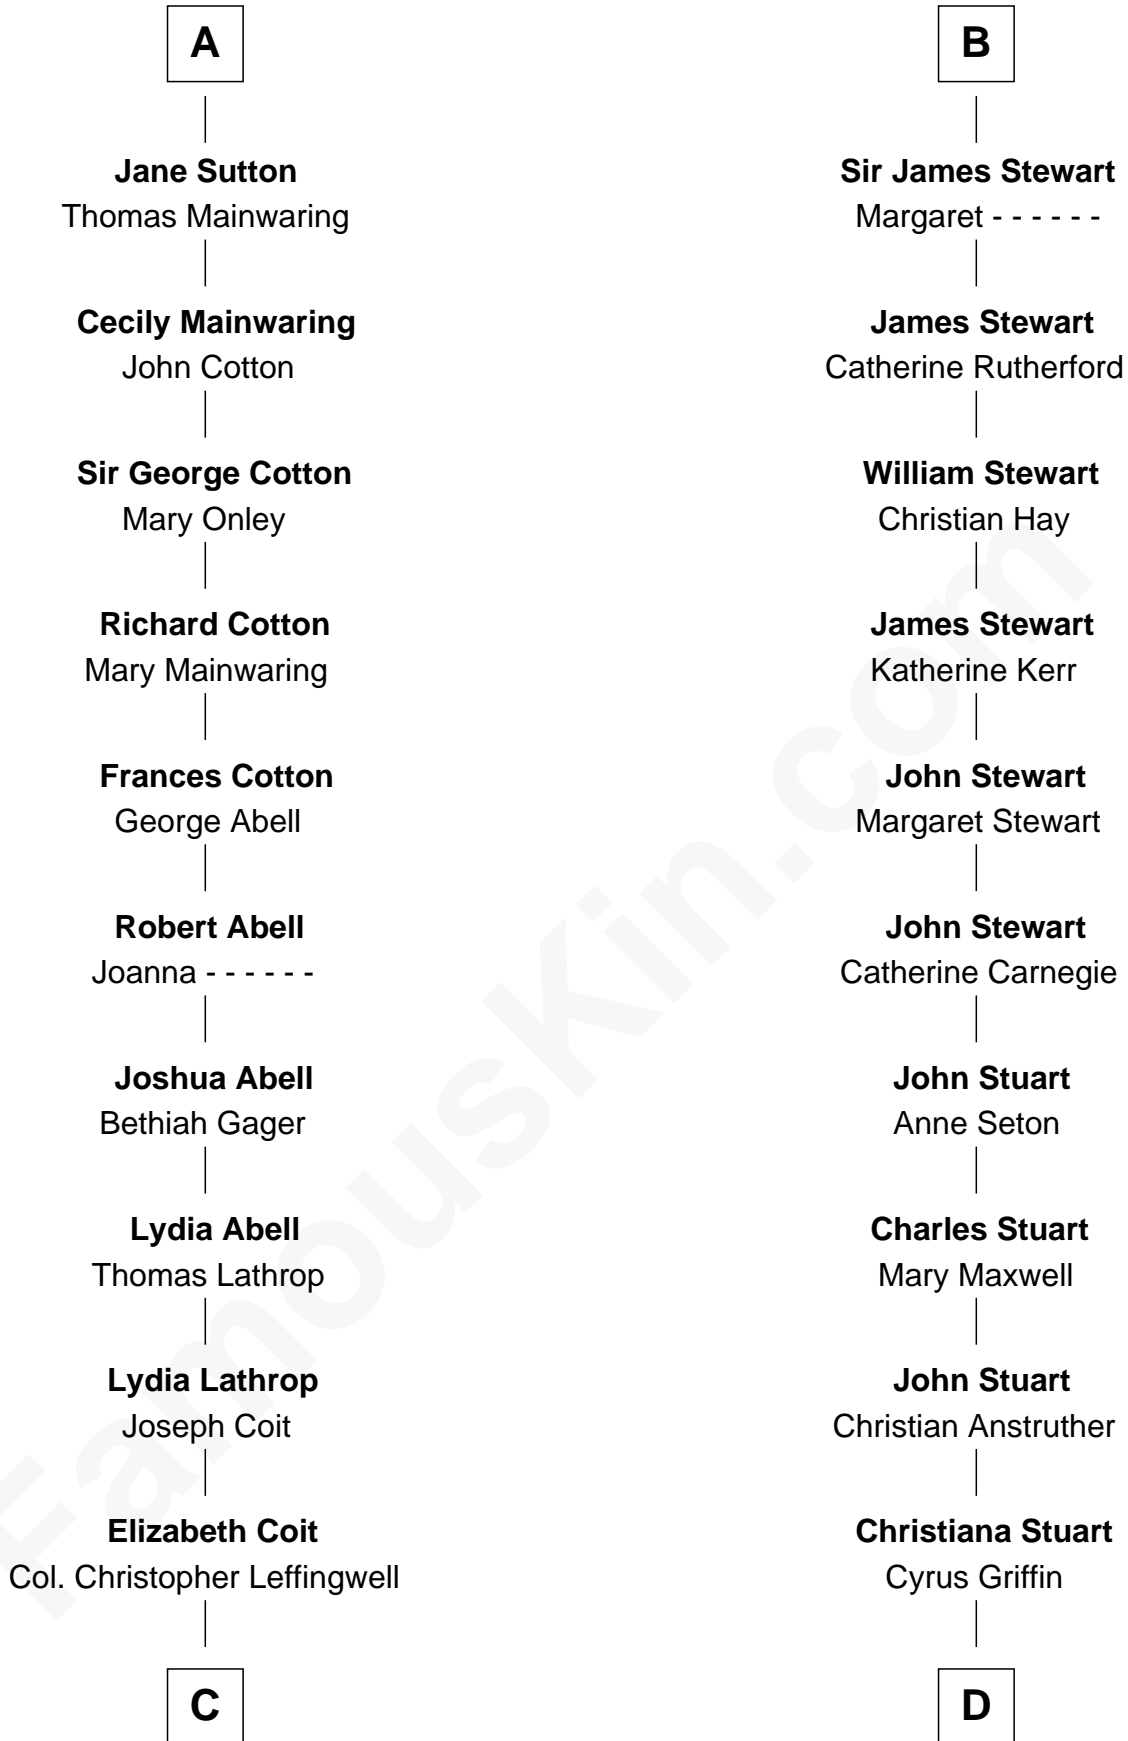 A
Jane Sutton
Thomas Mainwaring
Cecily Mainwaring
John Cotton
Sir George Cotton
Mary Onley
Richard Cotton
Mary Mainwaring
Frances Cotton
George Abell
Robert Abell
Joanna - - - - - -
Joshua Abell
Bethiah Gager
Lydia Abell
Thomas Lathrop
Lydia Lathrop
Joseph Coit
Elizabeth Coit
Col. Christopher Leffingwell
C
B
Sir James Stewart
Margaret - - - - - -
James Stewart
Catherine Rutherford
William Stewart
Christian Hay
James Stewart
Katherine Kerr
John Stewart
Margaret Stewart
John Stewart
Catherine Carnegie
John Stuart
Anne Seton
Charles Stuart
Mary Maxwell
John Stuart
Christian Anstruther
Christiana Stuart
Cyrus Griffin
D
FamousKin.com